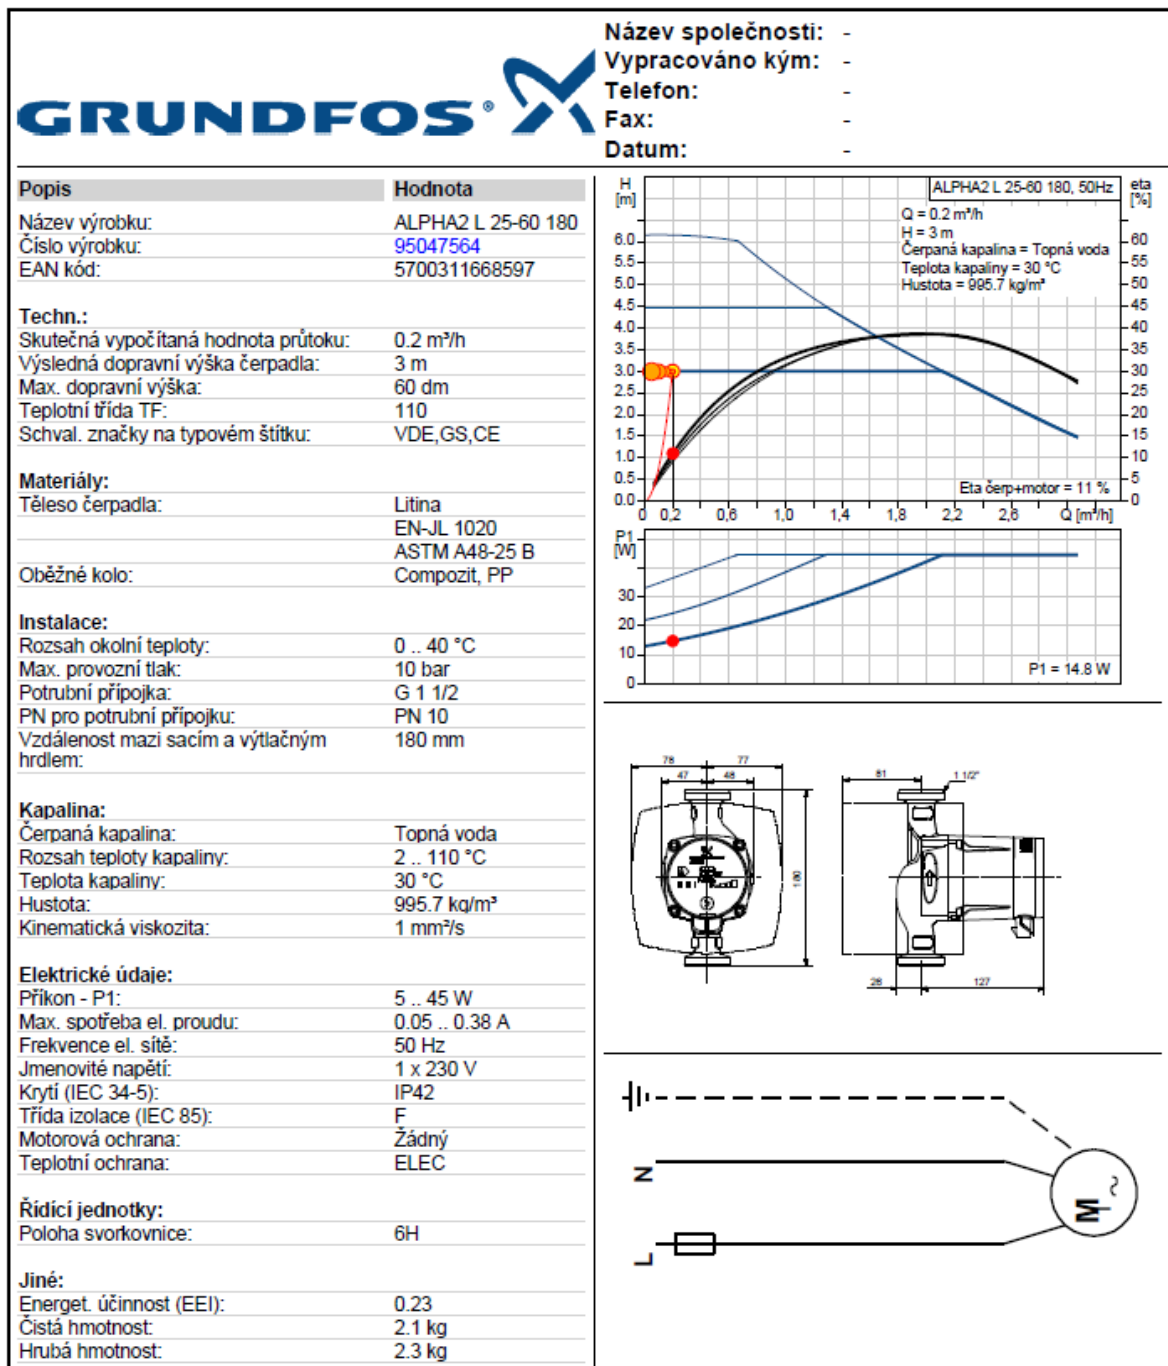 GRUNDFOS
Název společnosti: -
Vypracováno kým: -
Telefon: -
Fax: -
Datum: -
Popis Hodnota
Název výrobku: ALPHA2 L 25-60 180
Číslo výrobku: 95047564
EAN kód: 5700311668597
Techn.:
Skutečná vypočítaná hodnota průtoku: 0.2 m³/h
Výsledná dopravní výška čerpadla: 3 m
Max. dopravní výška: 60 dm
Teplotní třída TF: 110
Schval. značky na typovém štítku: VDE,GS,CE
Materiály:
Těleso čerpadla: Litina
EN-JL 1020
ASTM A48-25 B
Oběžné kolo: Compozit, PP
Instalace:
Rozsah okolní teploty: 0 .. 40 °C
Max. provozní tlak: 10 bar
Potrubní přípojka: G 1 1/2
PN pro potrubní přípojku: PN 10
Vzdálenost mazi sacím a výtlačným 180 mm
hrdlem:
Kapalina:
Čerpaná kapalina: Topná voda
Rozsah teploty kapaliny: 2 .. 110 °C
Teplota kapaliny: 30 °C
Hustota: 995.7 kg/m³
Kinematická viskozita: 1 mm²/s
Elektrické údaje:
Příkon - P1: 5 .. 45 W
Max. spotřeba el. proudu: 0.05 .. 0.38 A
Frekvence el. sítě: 50 Hz
Jmenovité napětí: 1 x 230 V
Krytí (IEC 34-5): IP42
Třída izolace (IEC 85): F
Motorová ochrana: Žádný
Teplotní ochrana: ELEC
Řídící jednotky:
Poloha svorkovnice: 6H
Jiné:
Energet. účinnost (EEI): 0.23
Čistá hmotnost: 2.1 kg
Hrubá hmotnost: 2.3 kg
H
[m]
ALPHA2 L 25-60 180, 50Hz
eta
[%]
Q = 0.2 m³/h
H = 3 m
Čerpaná kapalina = Topná voda
Teplota kapaliny = 30 °C
Hustota = 995.7 kg/m³
6.0 60
5.5 55
5.0 50
4.5 45
4.0 40
3.5 35
3.0 30
2.5 25
2.0 20
1.5 15
1.0 10
0.5 5
0.0 0
Eta čerp+motor = 11 %
0 0,2 0,6 1,0 1,4 1,8 2,2 2,6 Q [m³/h]
P1
[W]
30
20
10
0
P1 = 14.8 W
78 77
47 48
180
81 1 1/2"
28 127
N
L
M
~